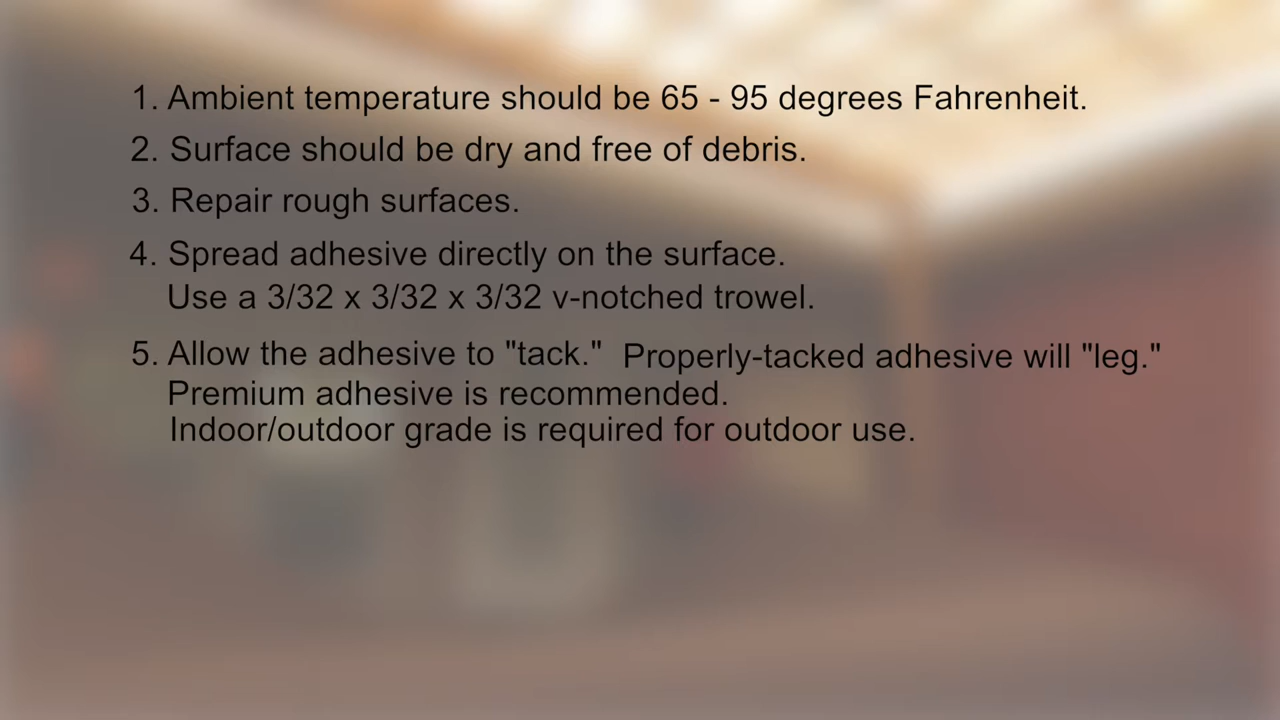 1. Ambient temperature should be 65 - 95 degrees Fahrenheit.
2. Surface should be dry and free of debris.
3. Repair rough surfaces.
4. Spread adhesive directly on the surface.
Use a 3/32 x 3/32 x 3/32 v-notched trowel.
5. Allow the adhesive to "tack." Properly-tacked adhesive will "leg."
Premium adhesive is recommended.
Indoor/outdoor grade is required for outdoor use.